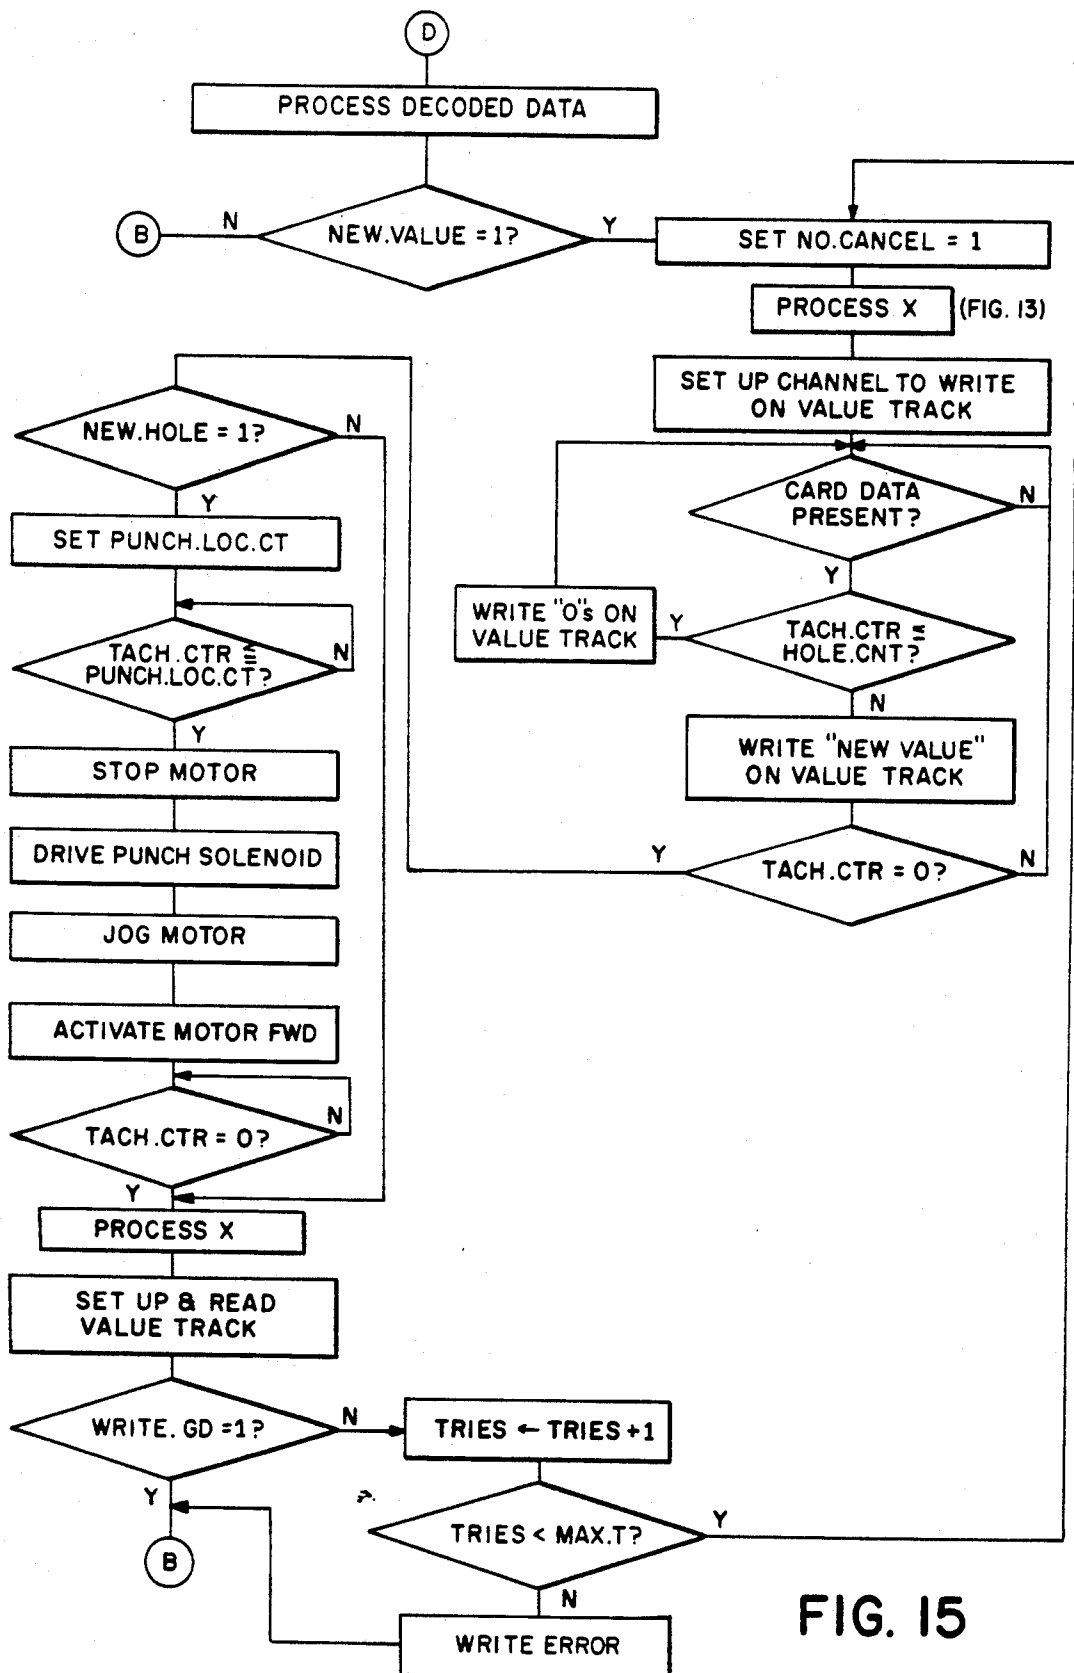 D
PROCESS DECODED DATA
B
N
NEW.VALUE = 1?
Y
SET NO.CANCEL = 1
PROCESS X
(FIG. 13)
SET UP CHANNEL TO WRITE
ON VALUE TRACK
CARD DATA
PRESENT?
N
Y
TACH.CTR ≤
HOLE.CNT?
Y
WRITE "0"s ON
VALUE TRACK
N
WRITE "NEW VALUE"
ON VALUE TRACK
TACH.CTR = 0?
N
Y
NEW.HOLE = 1?
N
Y
SET PUNCH.LOC.CT
TACH.CTR ≤
PUNCH.LOC.CT?
N
Y
STOP MOTOR
DRIVE PUNCH SOLENOID
JOG MOTOR
ACTIVATE MOTOR FWD
TACH.CTR = 0?
N
Y
PROCESS X
SET UP & READ
VALUE TRACK
WRITE.GD =1?
N
TRIES ← TRIES +1
Y
B
TRIES < MAX.T?
Y
N
WRITE ERROR
FIG. 15